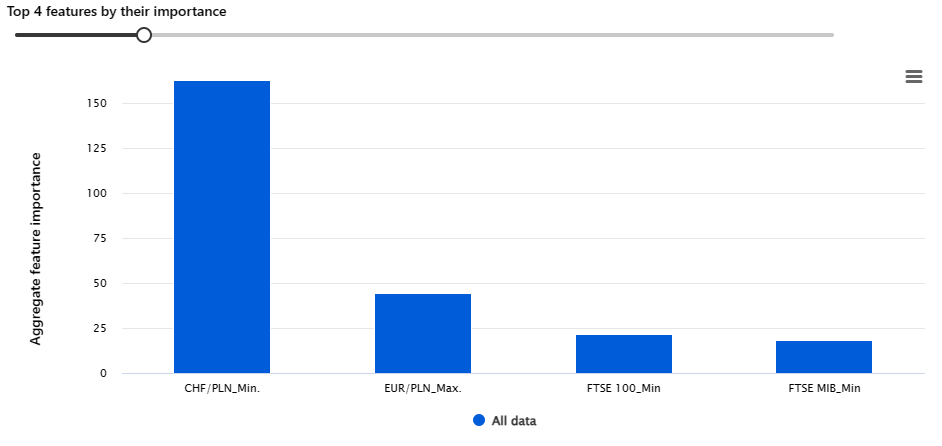 Top 4 features by their importance
Aggregate feature importance
150
125
100
75
50
25
0
CHF/PLN_Min.
EUR/PLN_Max.
FTSE 100_Min
FTSE MIB_Min
All data